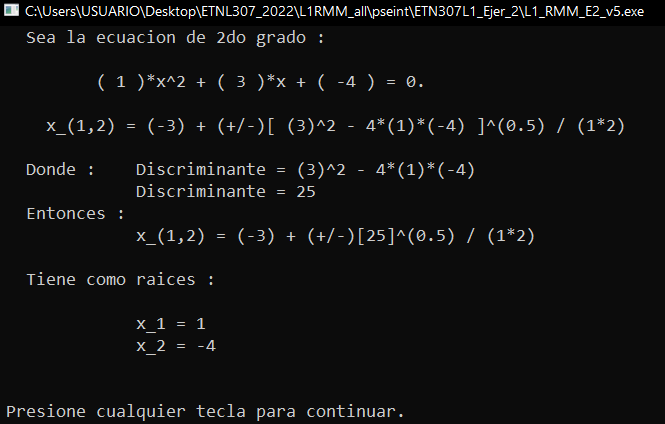 C:\Users\USUARIO\Desktop\ETNL307_2022\L1RMM_all\pseint\ETN307L1_Ejer_2\L1_RMM_E2_v5.exe
Sea la ecuacion de 2do grado :
( 1 )*x^2 + ( 3 )*x + ( -4 ) = 0.
x_(1,2) = (-3) + (+/-)[ (3)^2 - 4*(1)*(-4) ]^(0.5) / (1*2)
Donde :    Discriminante = (3)^2 - 4*(1)*(-4)
Discriminante = 25
Entonces :
x_(1,2) = (-3) + (+/-)[25]^(0.5) / (1*2)
Tiene como raices :
x_1 = 1
x_2 = -4
Presione cualquier tecla para continuar.